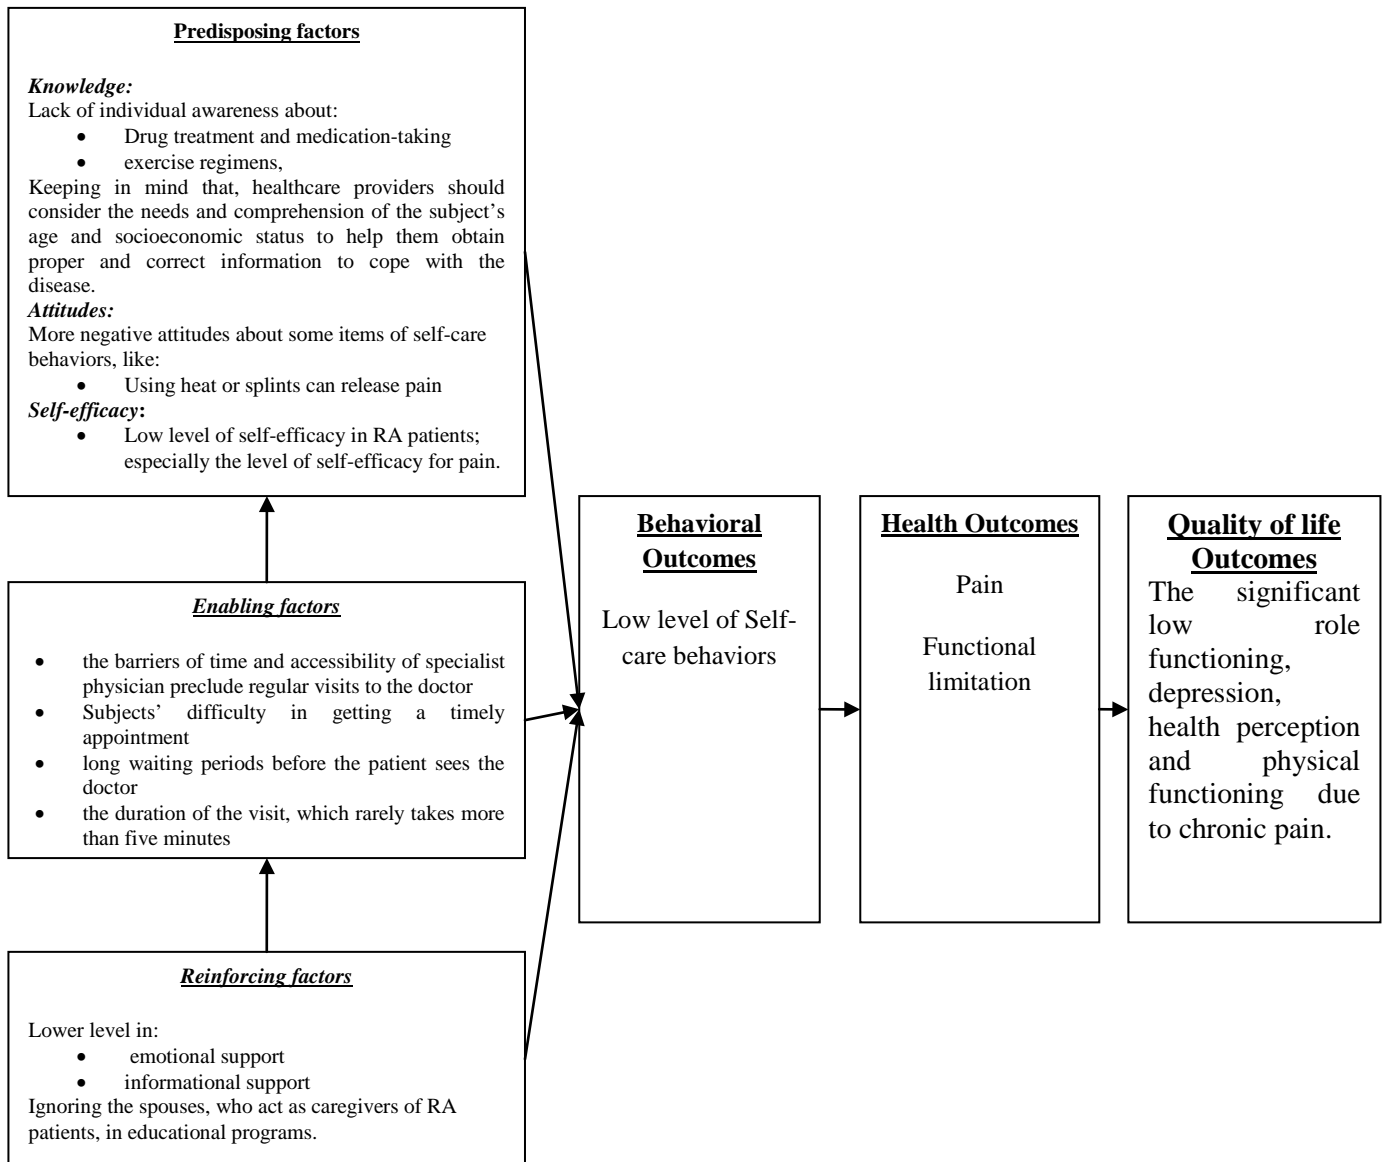 Predisposing factors
Knowledge:
Lack of individual awareness about:
• Drug treatment and medication-taking
• exercise regimens,
Keeping in mind that, healthcare providers should
consider the needs and comprehension of the subject's
age and socioeconomic status to help them obtain
proper and correct information to cope with the
disease.
Attitudes:
More negative attitudes about some items of self-care
behaviors, like:
• Using heat or splints can release pain
Self-efficacy:
• Low level of self-efficacy in RA patients;
especially the level of self-efficacy for pain.
Enabling factors
• the barriers of time and accessibility of specialist
physician preclude regular visits to the doctor
• Subjects' difficulty in getting a timely
appointment
• long waiting periods before the patient sees the
doctor
• the duration of the visit, which rarely takes more
than five minutes
Reinforcing factors
Lower level in:
• emotional support
• informational support
Ignoring the spouses, who act as caregivers of RA
patients, in educational programs.
Behavioral
Outcomes
Low level of Self-
care behaviors
Health Outcomes
Pain
Functional
limitation
Quality of life
Outcomes
The significant
low role
functioning,
depression,
health perception
and physical
functioning due
to chronic pain.